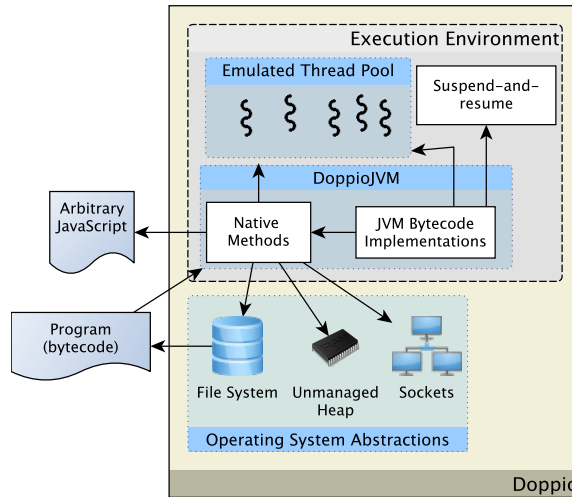 Execution Environment
Emulated Thread Pool
Suspend-and-
resume
DoppioJVM
Arbitrary
JavaScript
Native
Methods
JVM Bytecode
Implementations
Program
(bytecode)
File System
Unmanaged
Heap
Sockets
Operating System Abstractions
Doppio